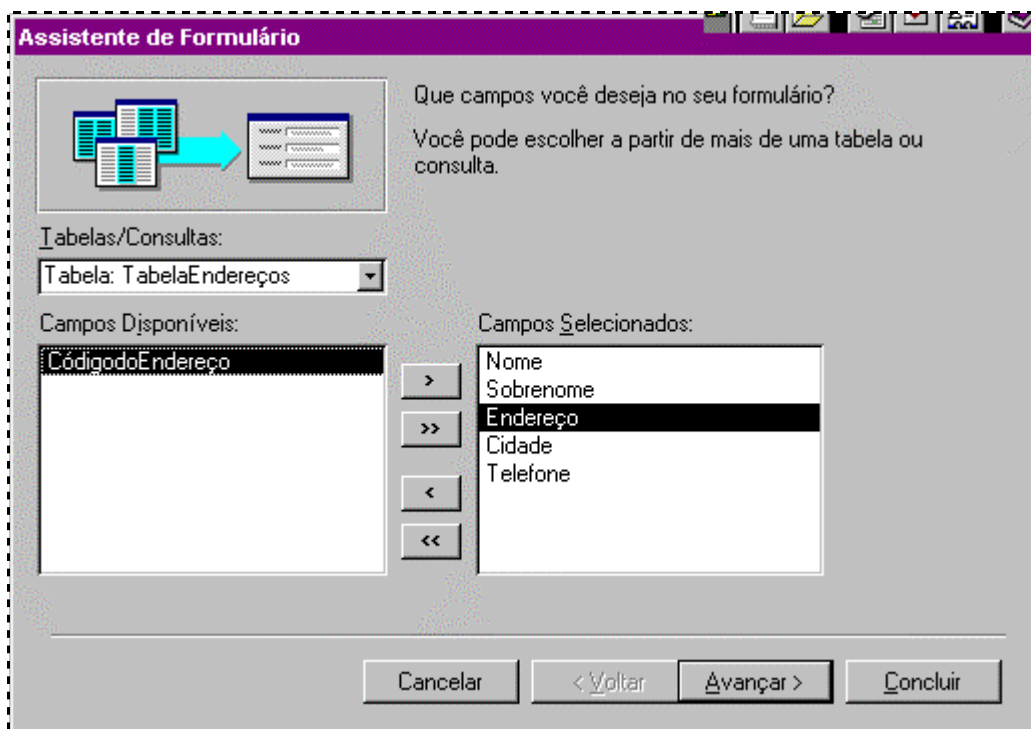 Assistente de Formulário
Que campos você deseja no seu formulário?
Você pode escolher a partir de mais de uma tabela ou
consulta.
Tabelas/Consultas:
Tabela: TabelaEndereços
Campos Disponíveis:
CódigodoEndereço
>
>>
<
<<
Campos Selecionados:
Nome
Sobrenome
Endereço
Cidade
Telefone
Cancelar
< Voltar
Avançar >
Concluir